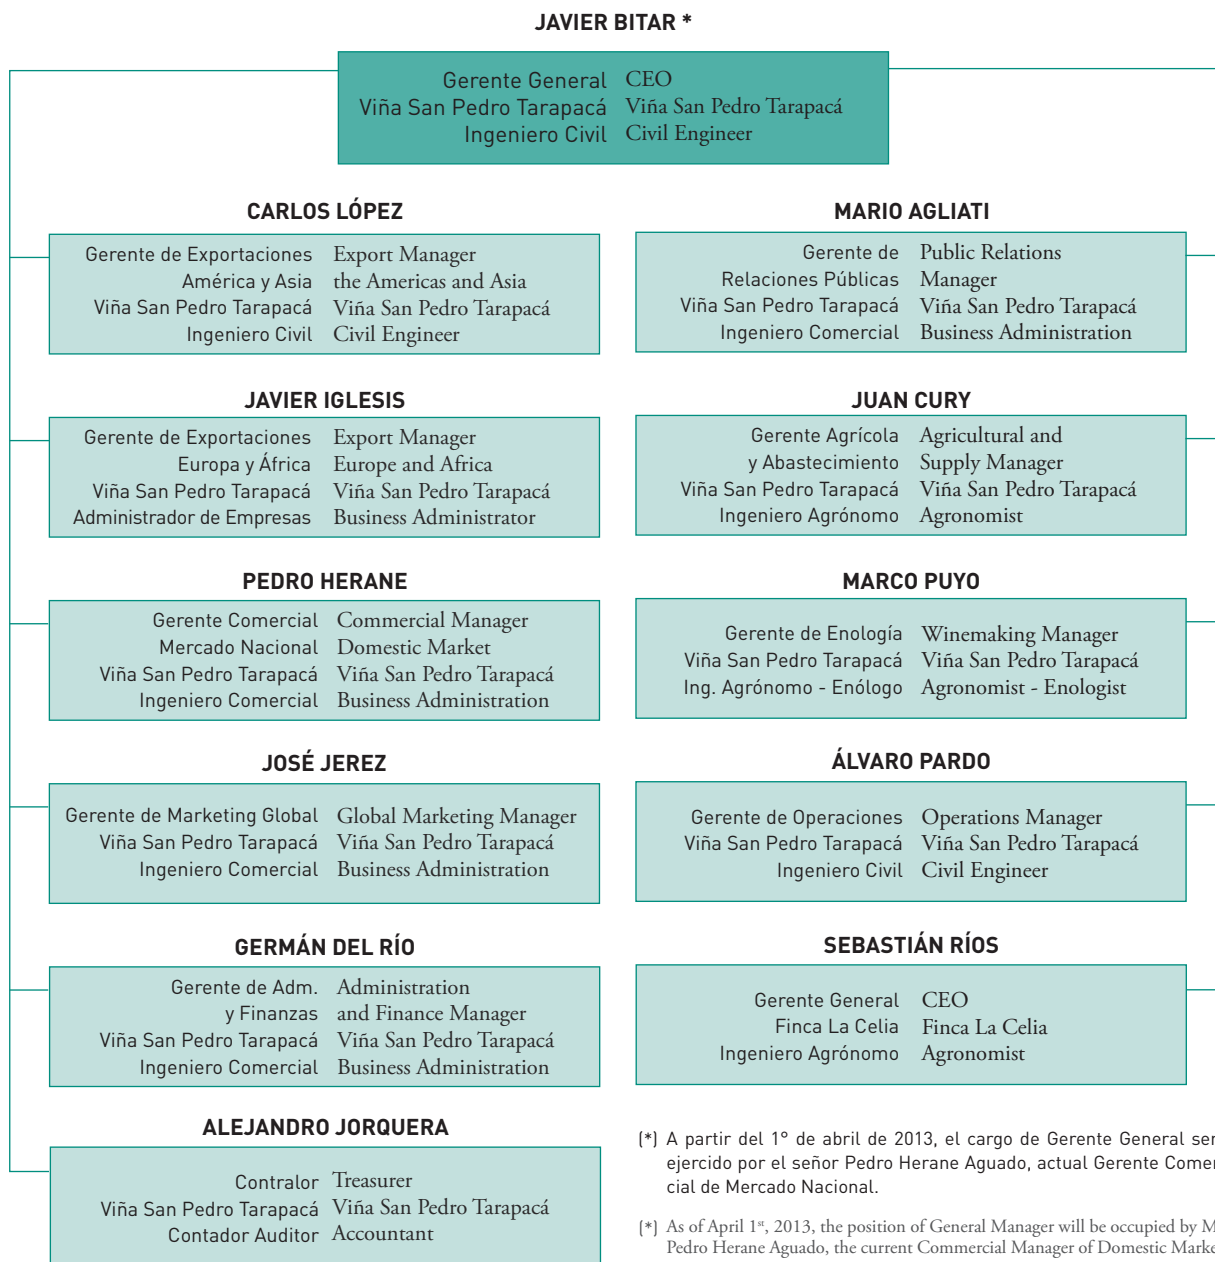 JAVIER BITAR *
Gerente General CEO
Viña San Pedro Tarapacá Viña San Pedro Tarapacá
Ingeniero Civil Civil Engineer
CARLOS LÓPEZ
Gerente de Exportaciones Export Manager
América y Asia the Americas and Asia
Viña San Pedro Tarapacá Viña San Pedro Tarapacá
Ingeniero Civil Civil Engineer
JAVIER IGLESIS
Gerente de Exportaciones Export Manager
Europa y África Europe and Africa
Viña San Pedro Tarapacá Viña San Pedro Tarapacá
Administrador de Empresas Business Administrator
PEDRO HERANE
Gerente Comercial Commercial Manager
Mercado Nacional Domestic Market
Viña San Pedro Tarapacá Viña San Pedro Tarapacá
Ingeniero Comercial Business Administration
JOSÉ JEREZ
Gerente de Marketing Global Global Marketing Manager
Viña San Pedro Tarapacá Viña San Pedro Tarapacá
Ingeniero Comercial Business Administration
GERMÁN DEL RÍO
Gerente de Adm. Administration
y Finanzas and Finance Manager
Viña San Pedro Tarapacá Viña San Pedro Tarapacá
Ingeniero Comercial Business Administration
ALEJANDRO JORQUERA
Contralor Treasurer
Viña San Pedro Tarapacá Viña San Pedro Tarapacá
Contador Auditor Accountant
MARIO AGLIATI
Gerente de Public Relations
Relaciones Públicas Manager
Viña San Pedro Tarapacá Viña San Pedro Tarapacá
Ingeniero Comercial Business Administration
JUAN CURY
Gerente Agrícola Agricultural and
y Abastecimiento Supply Manager
Viña San Pedro Tarapacá Viña San Pedro Tarapacá
Ingeniero Agrónomo Agronomist
MARCO PUYO
Gerente de Enología Winemaking Manager
Viña San Pedro Tarapacá Viña San Pedro Tarapacá
Ing. Agrónomo - Enólogo Agronomist - Enologist
ÁLVARO PARDO
Gerente de Operaciones Operations Manager
Viña San Pedro Tarapacá Viña San Pedro Tarapacá
Ingeniero Civil Civil Engineer
SEBASTIÁN RÍOS
Gerente General CEO
Finca La Celia Finca La Celia
Ingeniero Agrónomo Agronomist
(*) A partir del 1° de abril de 2013, el cargo de Gerente General
ejercido por el señor Pedro Herane Aguado, actual Gerente Comer
cial de Mercado Nacional.
(*) As of April 1st, 2013, the position of General Manager will be occupied by
Pedro Herane Aguado, the current Commercial Manager of Domestic